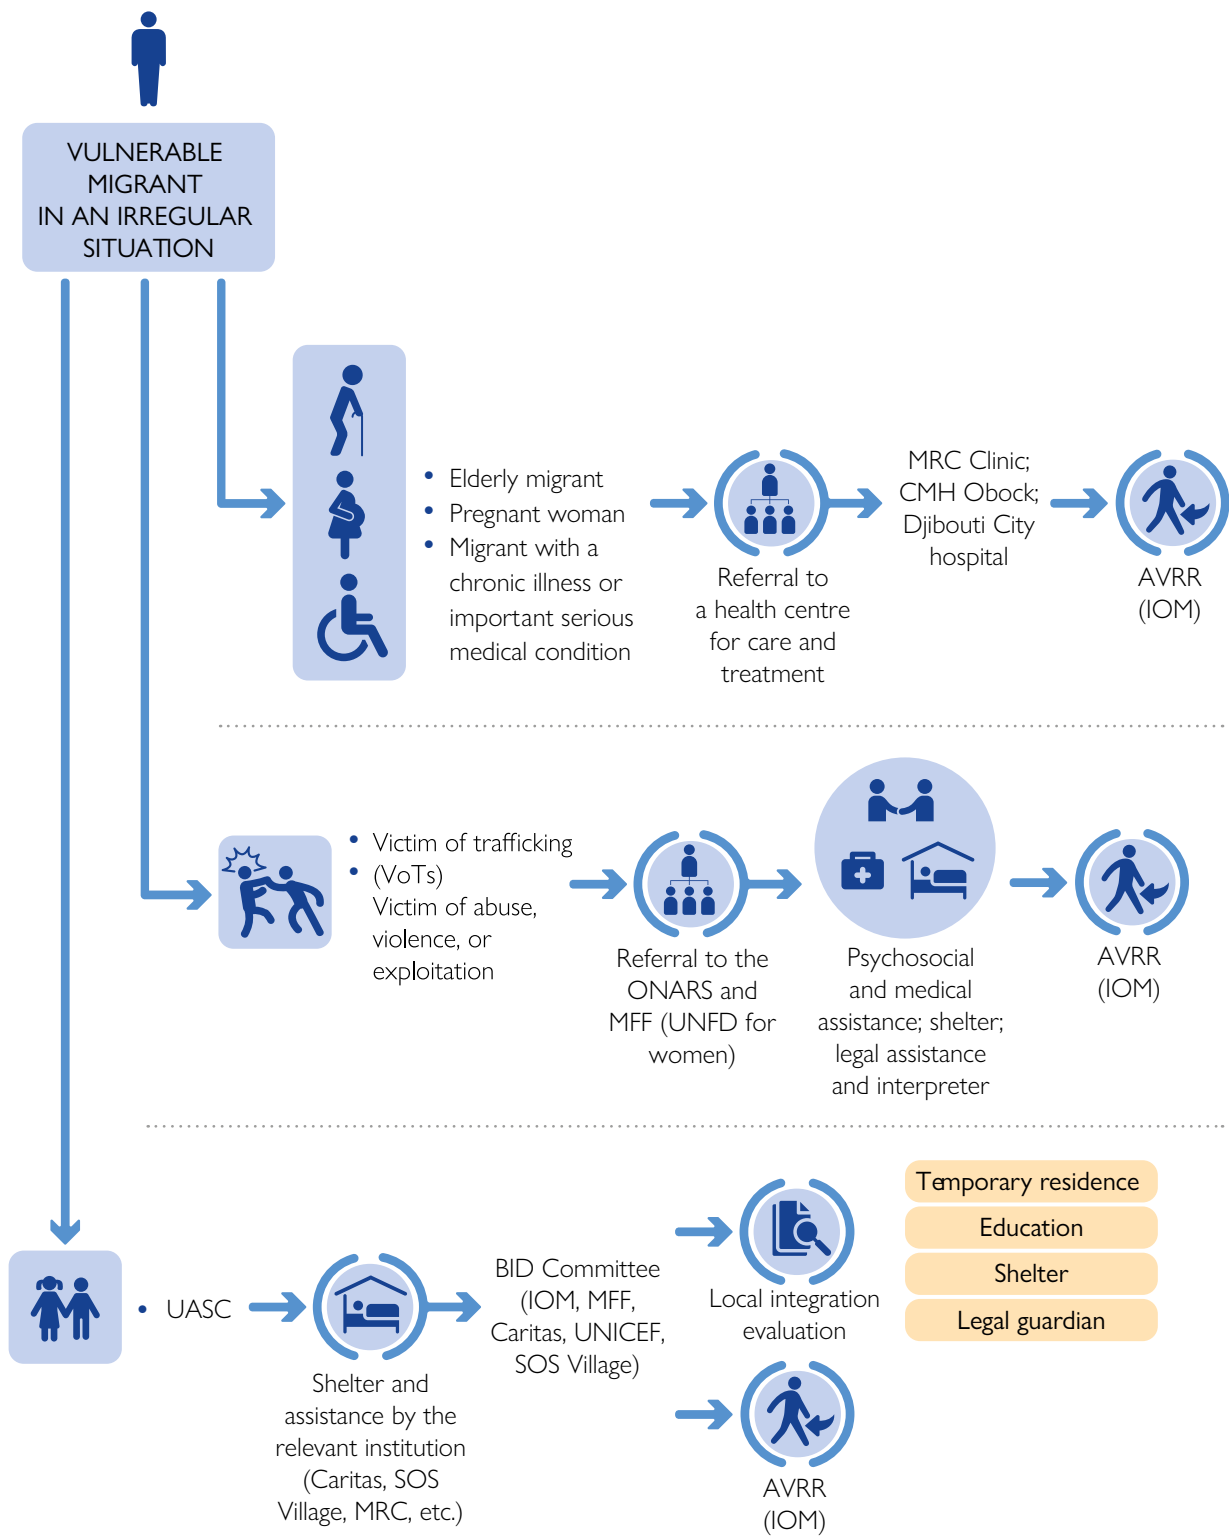 VULNERABLE
MIGRANT
IN AN IRREGULAR
SITUATION
• Elderly migrant
• Pregnant woman
• Migrant with a
chronic illness or
important serious
medical condition
Referral to
a health centre
for care and
treatment
MRC Clinic;
CMH Obock;
Djibouti City
hospital
AVRR
(IOM)
• Victim of trafficking
• (VoTs)
Victim of abuse,
violence, or
exploitation
Referral to the
ONARS and
MFF (UNFD for
women)
Psychosocial
and medical
assistance; shelter;
legal assistance
and interpreter
AVRR
(IOM)
• UASC
Shelter and
assistance by the
relevant institution
(Caritas, SOS
Village, MRC, etc.)
BID Committee
(IOM, MFF,
Caritas, UNICEF,
SOS Village)
Local integration
evaluation
Temporary residence
Education
Shelter
Legal guardian
AVRR
(IOM)